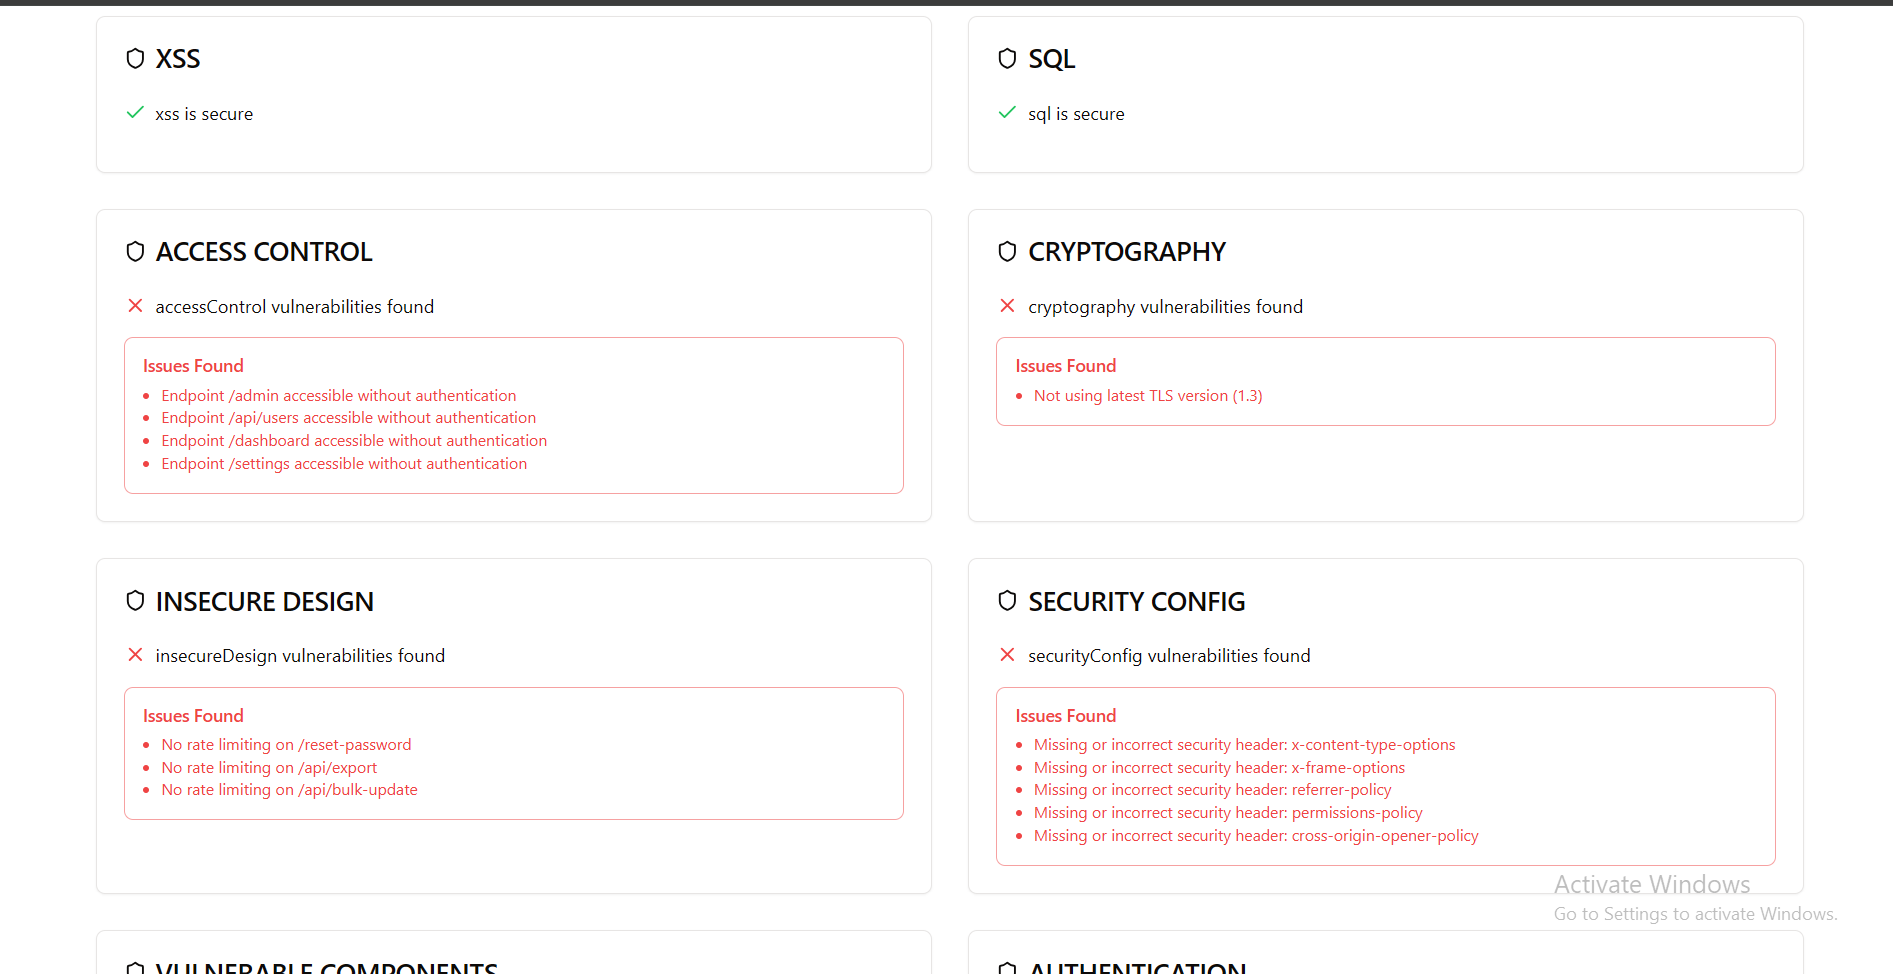 XSS
xss is secure
SQL
sql is secure
ACCESS CONTROL
accessControl vulnerabilities found
Issues Found
Endpoint /admin accessible without authentication
Endpoint /api/users accessible without authentication
Endpoint /dashboard accessible without authentication
Endpoint /settings accessible without authentication
CRYPTOGRAPHY
cryptography vulnerabilities found
Issues Found
Not using latest TLS version (1.3)
INSECURE DESIGN
insecureDesign vulnerabilities found
Issues Found
No rate limiting on /reset-password
No rate limiting on /api/export
No rate limiting on /api/bulk-update
SECURITY CONFIG
securityConfig vulnerabilities found
Issues Found
Missing or incorrect security header: x-content-type-options
Missing or incorrect security header: x-frame-options
Missing or incorrect security header: referrer-policy
Missing or incorrect security header: permissions-policy
Missing or incorrect security header: cross-origin-opener-policy
Activate Windows
Go to Settings to activate Windows.
VULNERABLE COMPONENTS
AUTHENTICATION